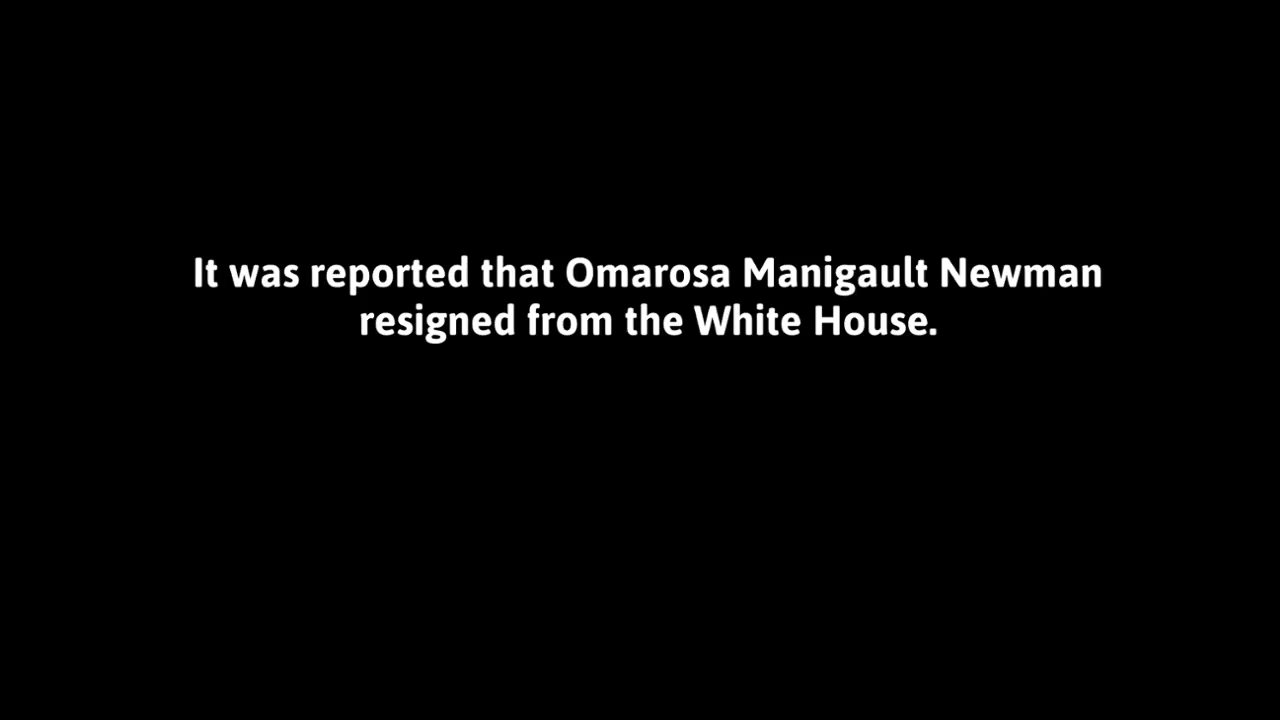 It was reported that Omarosa Manigault Newman
resigned from the White House.